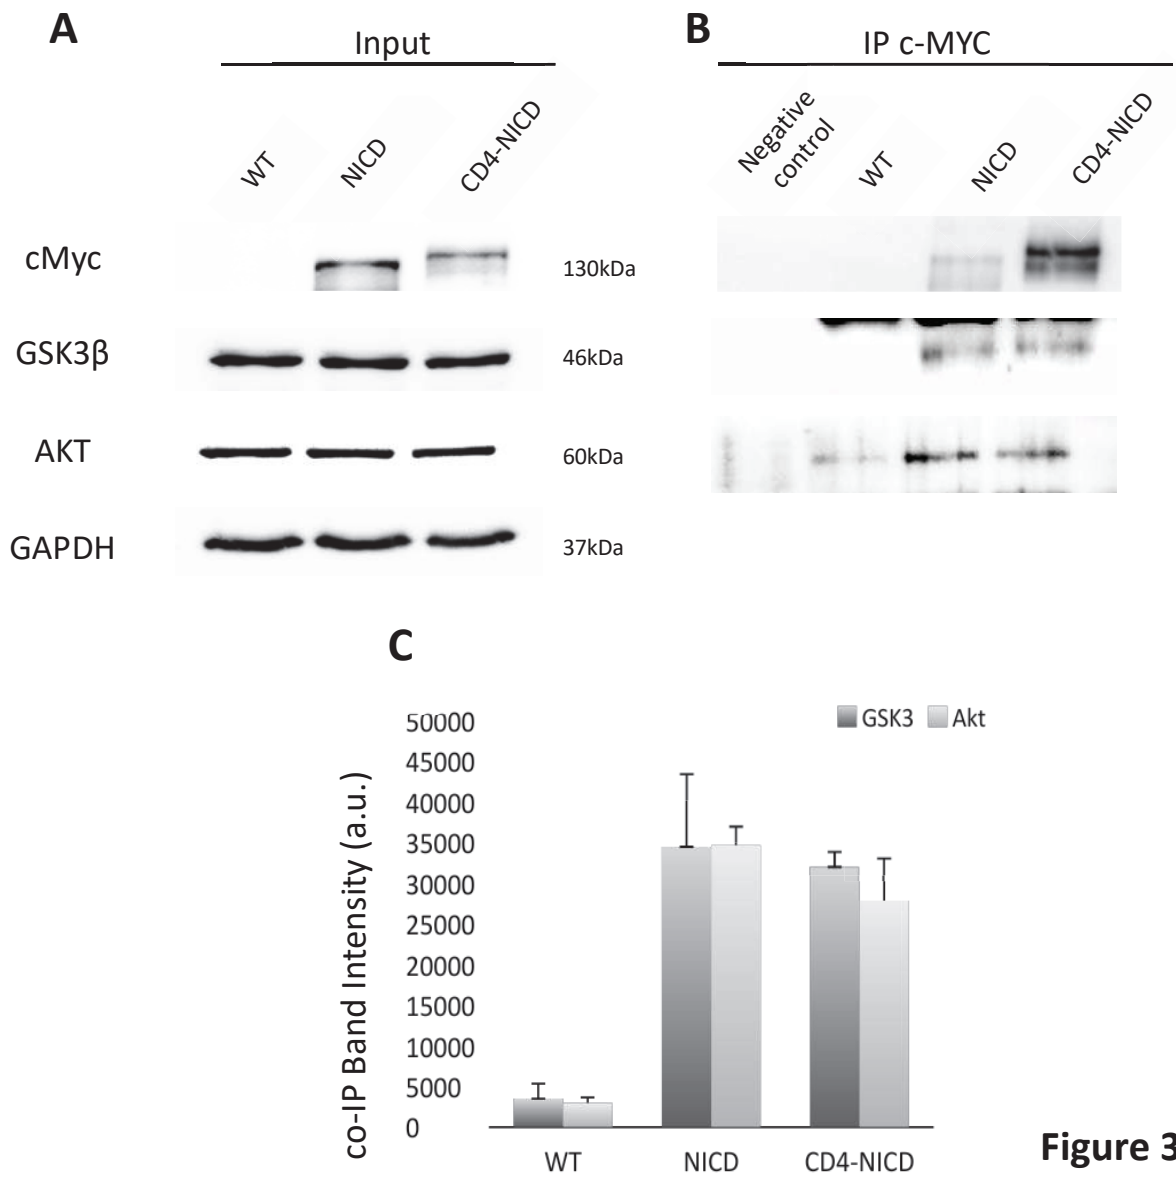 A
Input
WT
NICD
CD4-NICD
cMyc
130kDa
GSK3β
46kDa
AKT
60kDa
GAPDH
37kDa
B
IP c-MYC
Negative
control
WT
NICD
CD4-NICD
C
GSK3 Akt
co-IP Band Intensity (a.u.)
50000
45000
40000
35000
30000
25000
20000
15000
10000
5000
0
WT
NICD
CD4-NICD
Figure 3